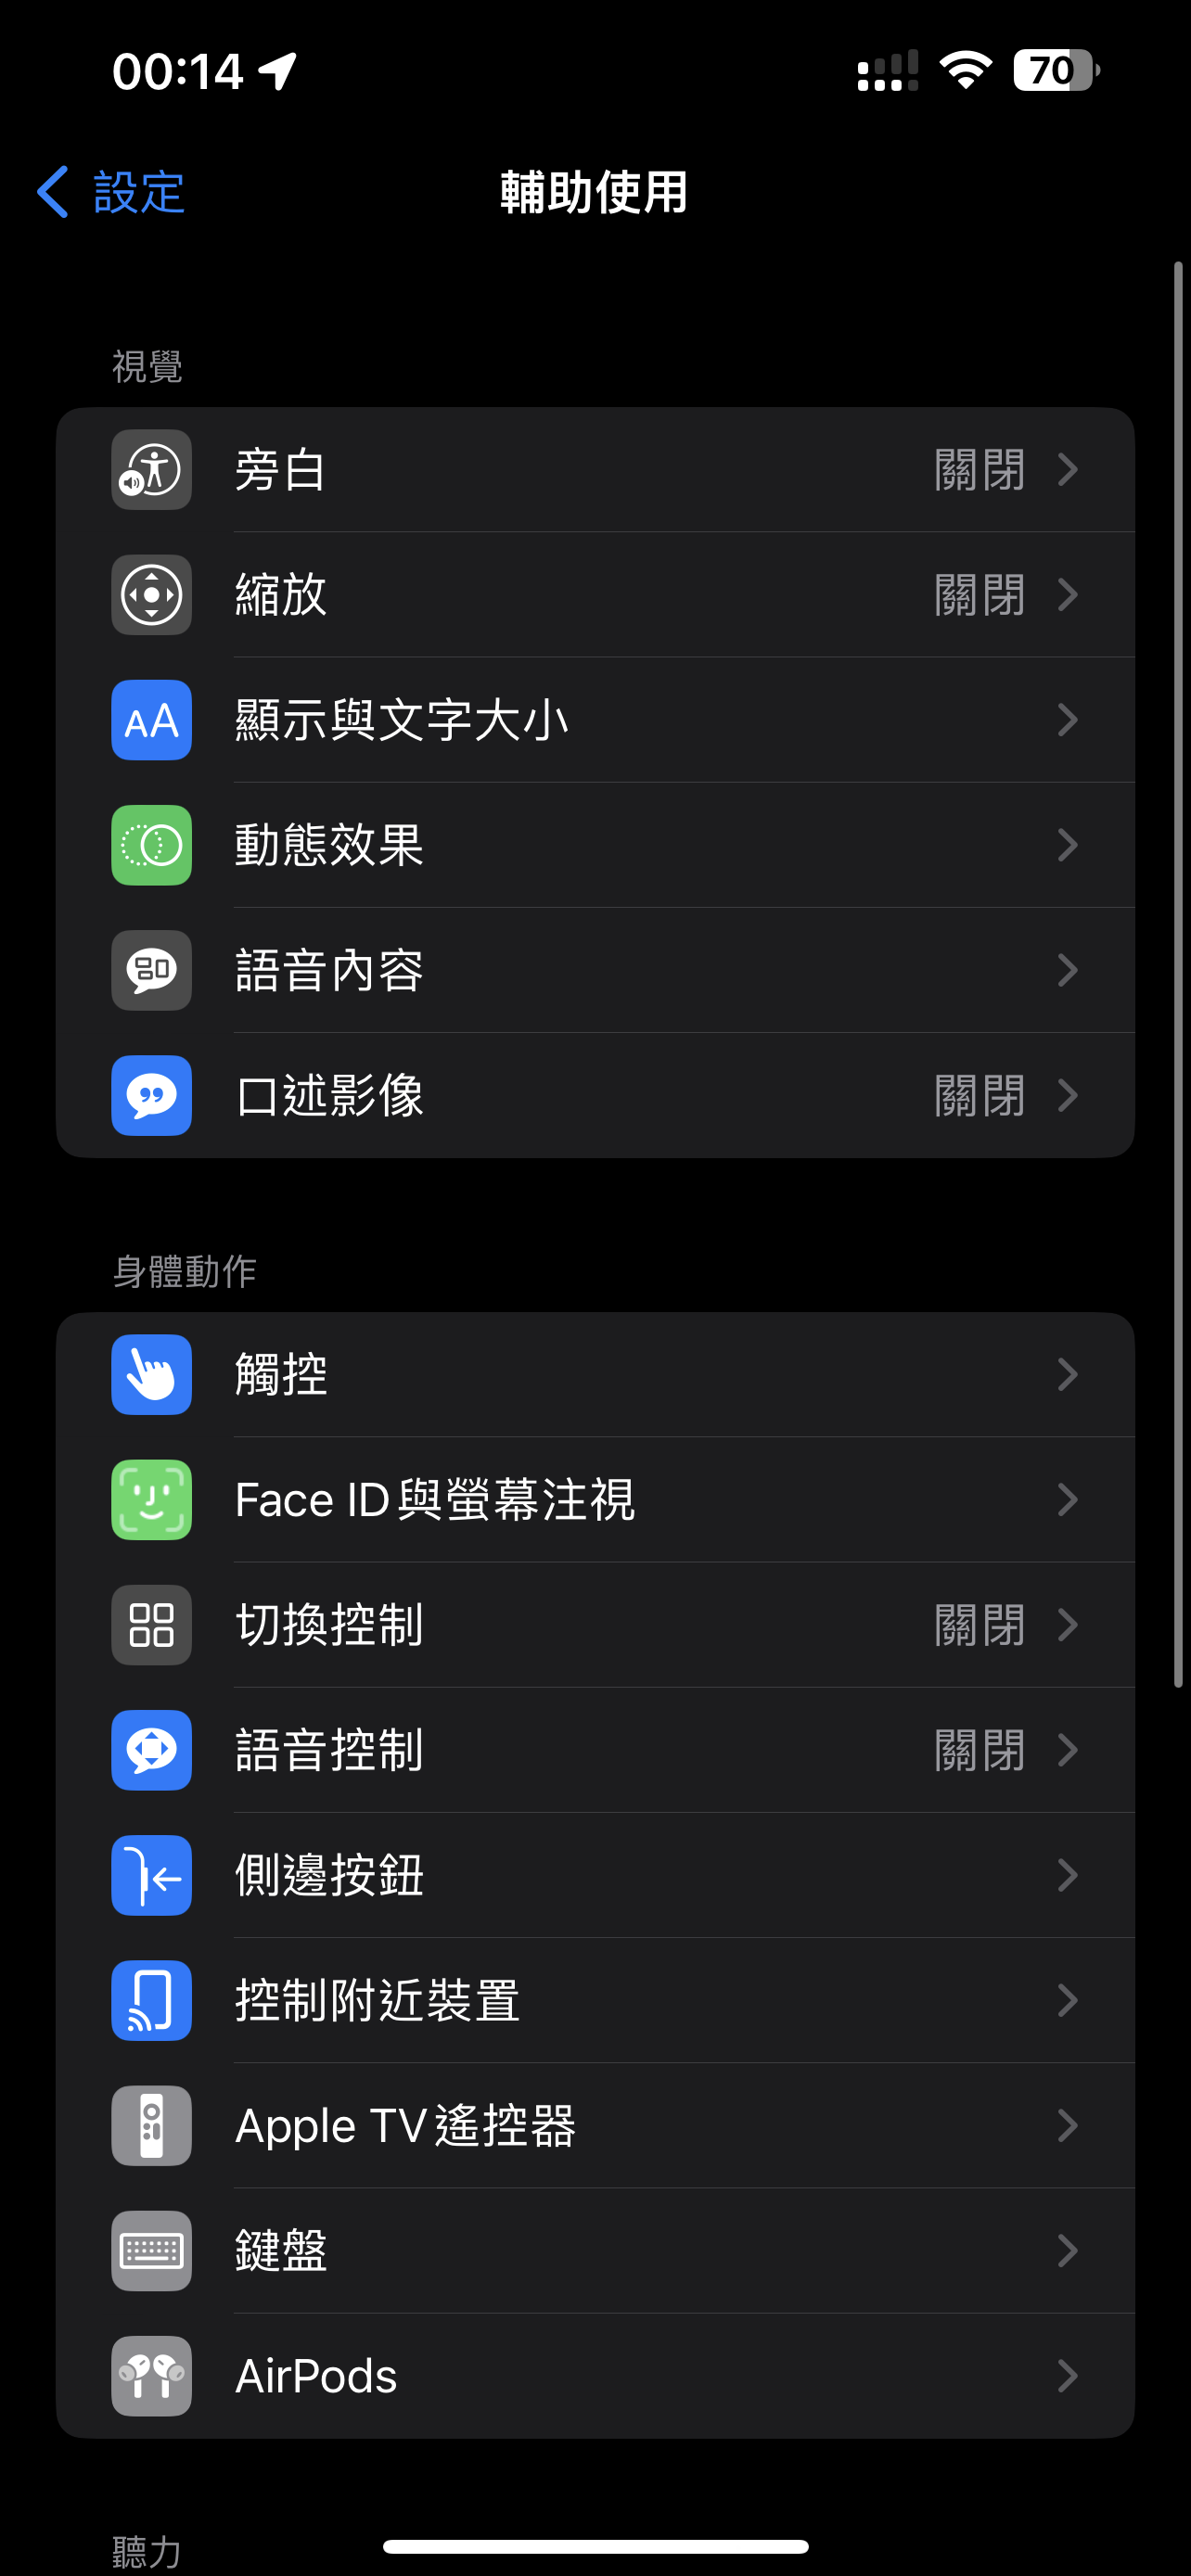 00:14
70
設定
輔助使用
視覺
旁白 關閉
縮放 關閉
AA 顯示與文字大小
動態效果
語音內容
口述影像 關閉
身體動作
觸控
Face ID 與螢幕注視
切換控制 關閉
語音控制 關閉
側邊按鈕
控制附近裝置
Apple TV 遙控器
鍵盤
AirPods
聽力